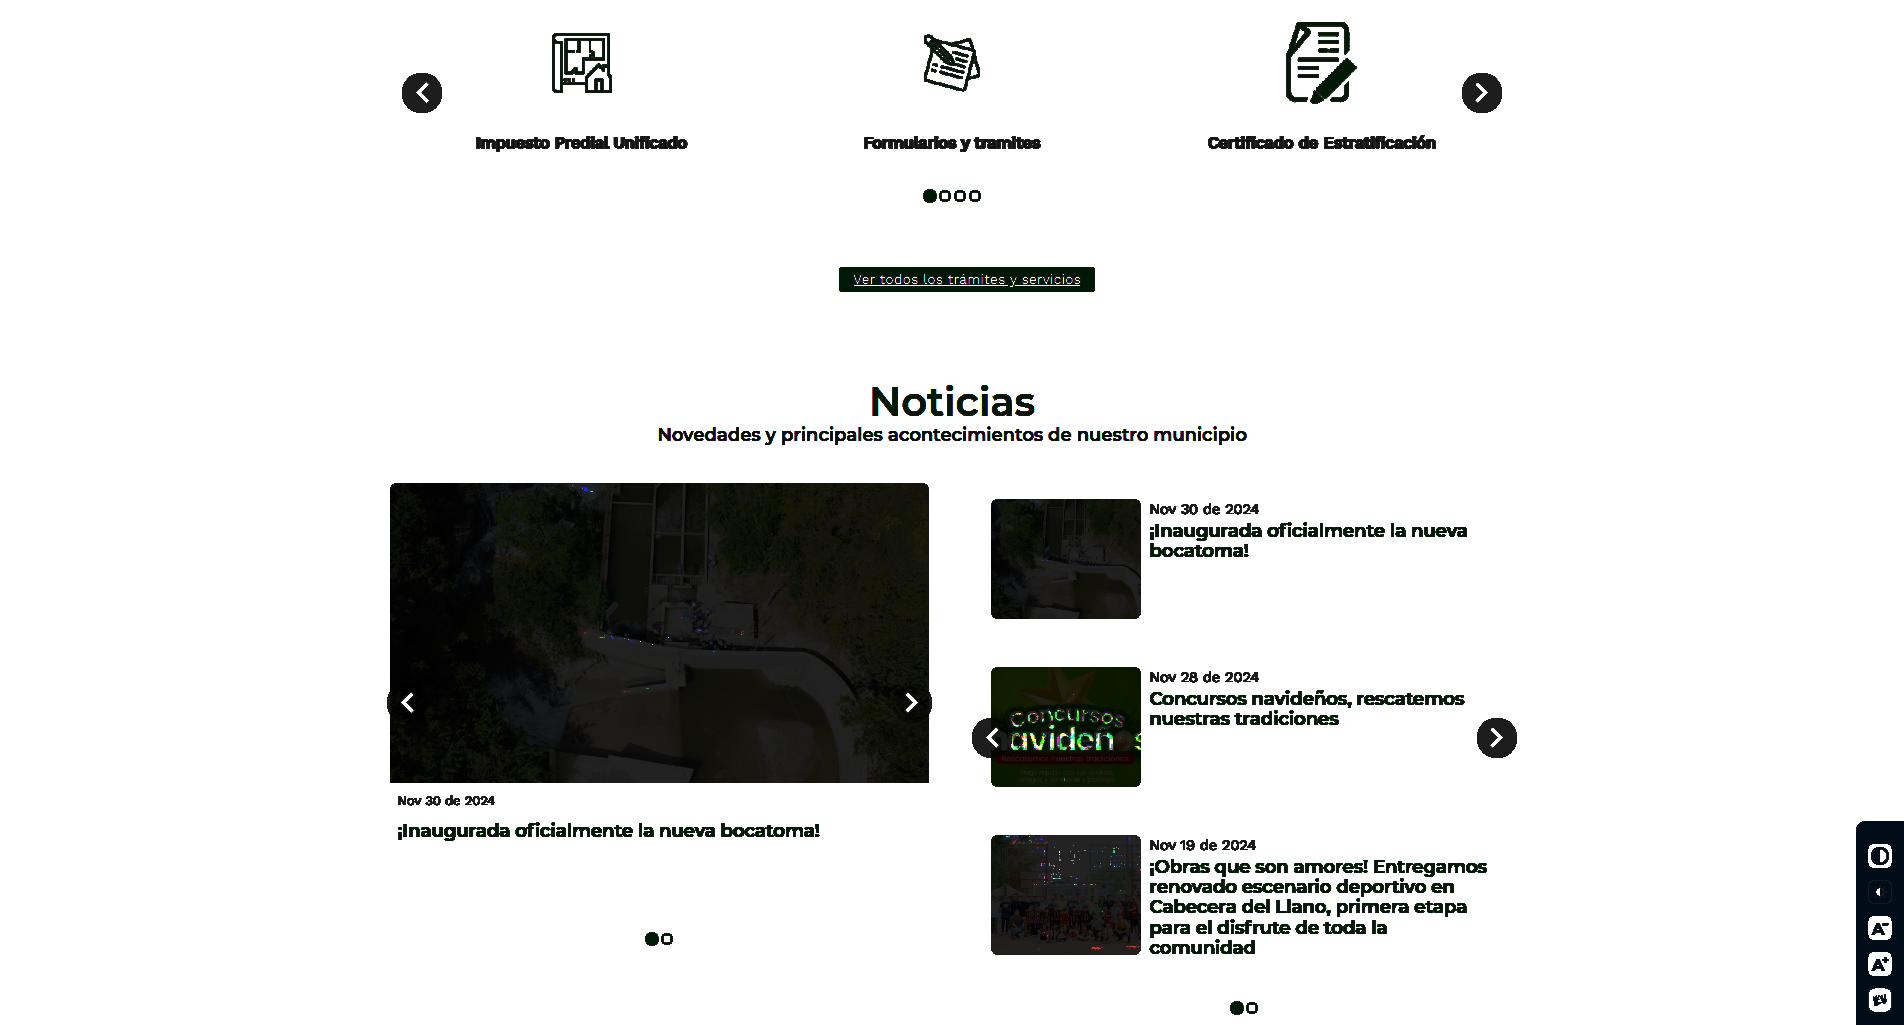 Impuesto Predial Unificado
Formularios y tramites
Certificado de Estratificación
Ver todos los trámites y servicios
Noticias
Novedades y principales acontecimientos de nuestro municipio
Nov 30 de 2024
¡Inaugurada oficialmente la nueva bocatoma!
Nov 30 de 2024
¡Inaugurada oficialmente la nueva
bocatoma!
Concursos
navideños
Rescatemos nuestras tradiciones
Nov 28 de 2024
Concursos navideños, rescatemos
nuestras tradiciones
Nov 19 de 2024
¡Obras que son amores! Entregamos
renovado escenario deportivo en
Cabecera del Llano, primera etapa
para el disfrute de toda la
comunidad
A-
A+